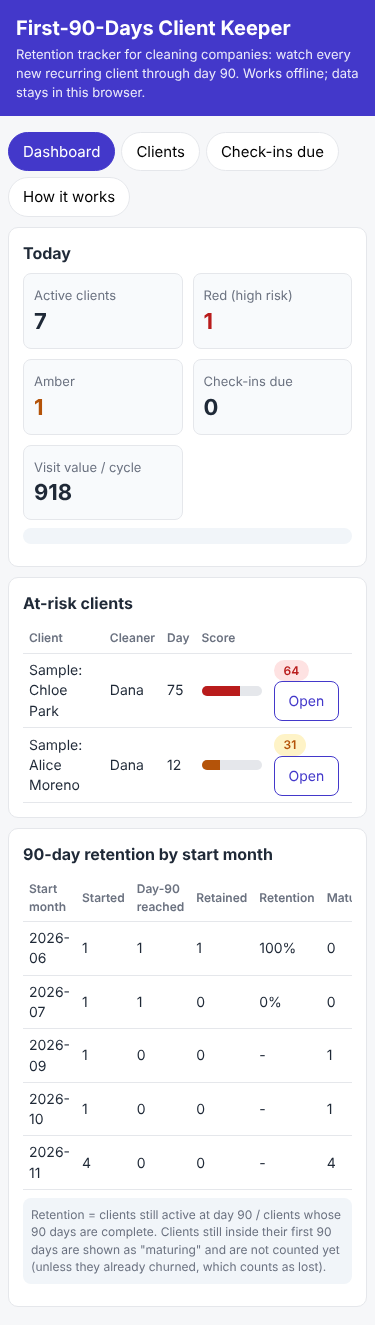 First-90-Days Client Keeper
Retention tracker for cleaning companies: watch every
new recurring client through day 90. Works offline; data
stays in this browser.
Dashboard
Clients
Check-ins due
How it works
Today
Active clients
7
Red (high risk)
1
Amber
1
Check-ins due
0
Visit value / cycle
918
At-risk clients
Client Cleaner Day Score
Sample:
Chloe
Park
Dana 75 64
Open
Sample:
Alice
Moreno
Dana 12 31
Open
90-day retention by start month
Start
month
Started
Day-90
reached
Retained Retention
2026-
06
1 1 1 100% 0
2026-
07
1 1 0 0% 0
2026-
09
1 0 0 - 1
2026-
10
1 0 0 - 1
2026-
11
4 0 0 - 4
Retention = clients still active at day 90 / clients whose
90 days are complete. Clients still inside their first 90
days are shown as "maturing" and are not counted yet
(unless they already churned, which counts as lost).